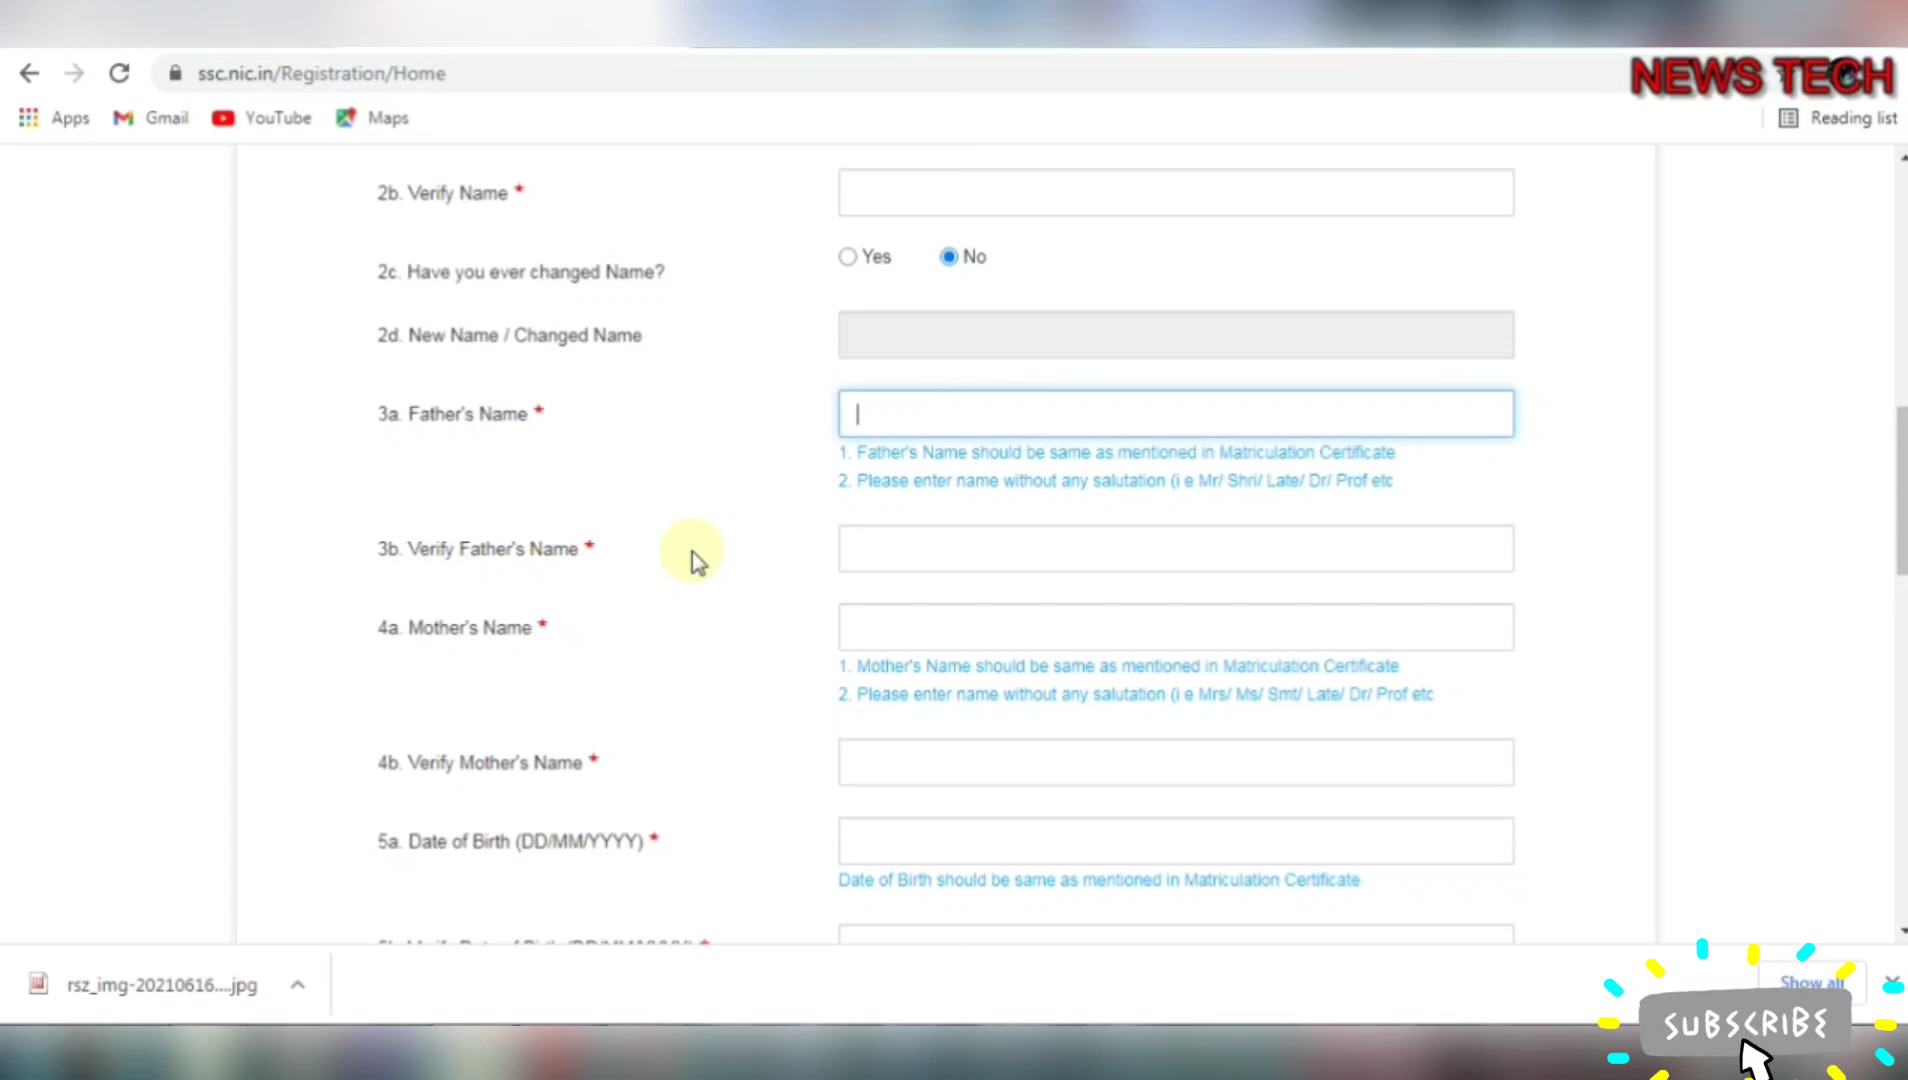 ssc.nic.in/Registration/Home
NEWS TECH
Apps
Gmail
YouTube
Maps
Reading list
2b. Verify Name *
2c. Have you ever changed Name?
Yes
No
2d. New Name / Changed Name
3a. Father's Name *
1. Father's Name should be same as mentioned in Matriculation Certificate
2. Please enter name without any salutation (i e Mr/ Shri/ Late/ Dr/ Prof etc
3b. Verify Father's Name *
4a. Mother's Name *
1. Mother's Name should be same as mentioned in Matriculation Certificate
2. Please enter name without any salutation (i e Mrs/ Ms/ Smt/ Late/ Dr/ Prof etc
4b. Verify Mother's Name *
5a. Date of Birth (DD/MM/YYYY) *
Date of Birth should be same as mentioned in Matriculation Certificate
rsz_img-20210616....jpg
Show all
SUBSCRIBE